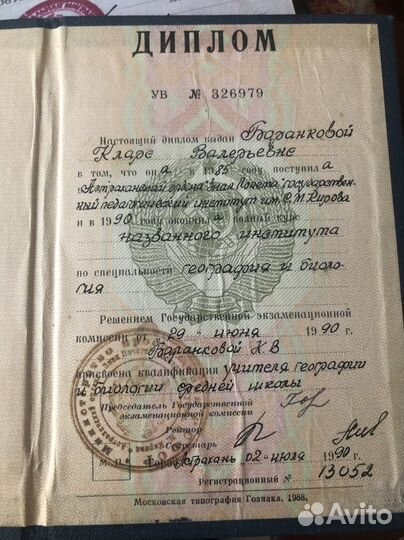 ДИПЛОМ
УВ № 326979
Настоящий диплом выдан Баранковой
Кларе Валерьевне
в том, что она в 1985 году поступила
в Астраханский ордена "Знак Почета" государствен-
ный педагогический институт им. С.М. Кирова
и в 1990 году окончила полный курс
названного института
по специальности география и биоло-
гия
Решением Государственной экзаменационной
комиссии от 29 июня 1990 г.
Баранковой К В
присвоена квалификация учителя географии
и биологии средней школы
Председатель Государственной
экзаменационной комиссии
Ректор
Секретарь
М. П. Город Астрахань 02 июля 1990 г.
Регистрационный № 13052
Московская типография Гознака. 1988.
Avito